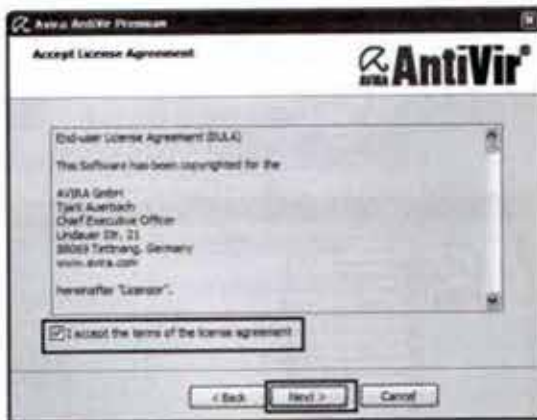 Avira AntiVir Premium
Accept License Agreement
AVIRA AntiVir®
End-user License Agreement (EULA)
This Software has been copyrighted for the
AVIRA GmbH
Tjark Auerbach
Chief Executive Officer
Lindauer Str. 21
88069 Tettnang, Germany
www.avira.com
hereinafter "Licensor".
I accept the terms of the license agreement
< Back Next > Cancel